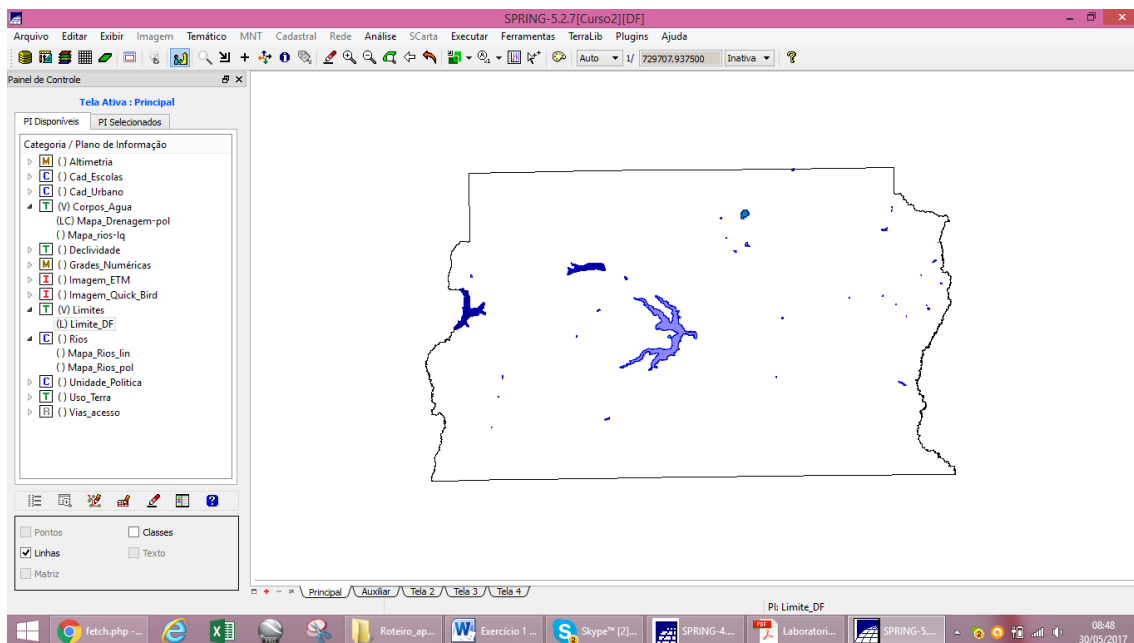 SPRING-5.2.7[Curso2][DF]
Arquivo Editar Exibir Imagem Temático MNT Cadastral Rede Análise SCarta Executar Ferramentas TerraLib Plugins Ajuda
Auto 1/ 729707.937500 Inativa
Painel de Controle
Tela Ativa : Principal
PI Disponíveis PI Selecionados
Categoria / Plano de Informação
M ( ) Altimetria
C ( ) Cad_Escolas
C ( ) Cad_Urbano
T (V) Corpos_Agua
(LC) Mapa_Drenagem-pol
( ) Mapa_rios-lq
T ( ) Declividade
M ( ) Grades_Numéricas
I ( ) Imagem_ETM
I ( ) Imagem_Quick_Bird
T (V) Limites
(L) Limite_DF
C ( ) Rios
( ) Mapa_Rios_lin
( ) Mapa_Rios_pol
C ( ) Unidade_Politica
T ( ) Uso_Terra
R ( ) Vias_acesso
Pontos Classes
Linhas Texto
Matriz
Principal Auxiliar Tela 2 Tela 3 Tela 4
PI: Limite_DF
fetch.php -... Roteiro_ap... Exercício 1 ... Skype™ [2]... SPRING-4.... Laboratori... SPRING-5....
08:48
30/05/2017